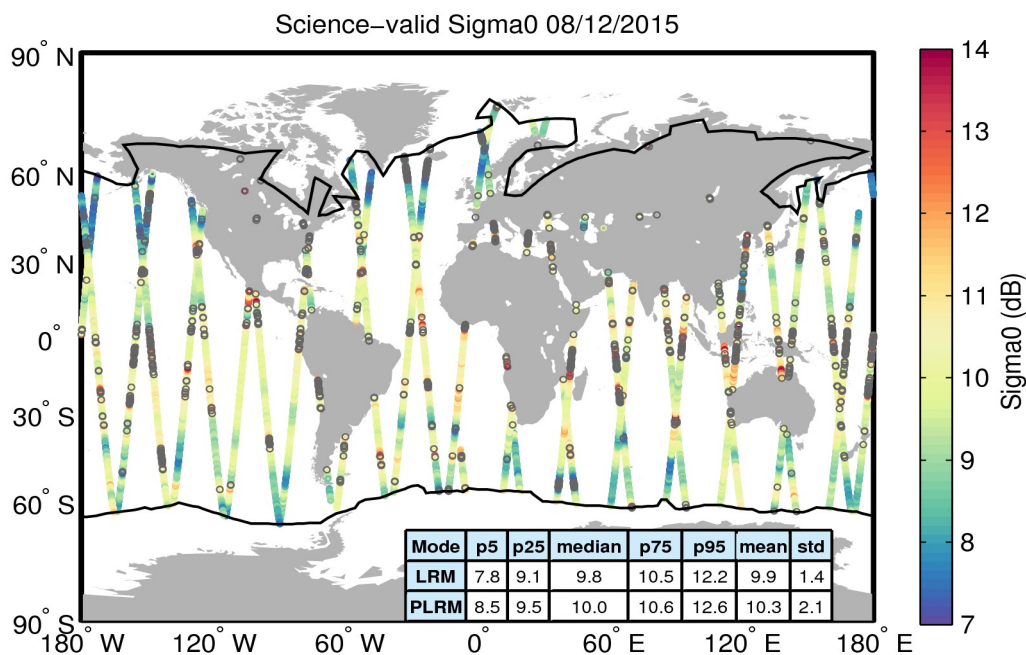 Science−valid Sigma0 08/12/2015
90° N
60° N
30° N
0°
30° S
60° S
90° S
180° W 120° W 60° W 0° 60° E 120° E 180° E
Mode p5 p25 median p75 p95 mean std
LRM 7.8 9.1 9.8 10.5 12.2 9.9 1.4
PLRM 8.5 9.5 10.0 10.6 12.6 10.3 2.1
14
13
12
11
10
9
8
7
Sigma0 (dB)